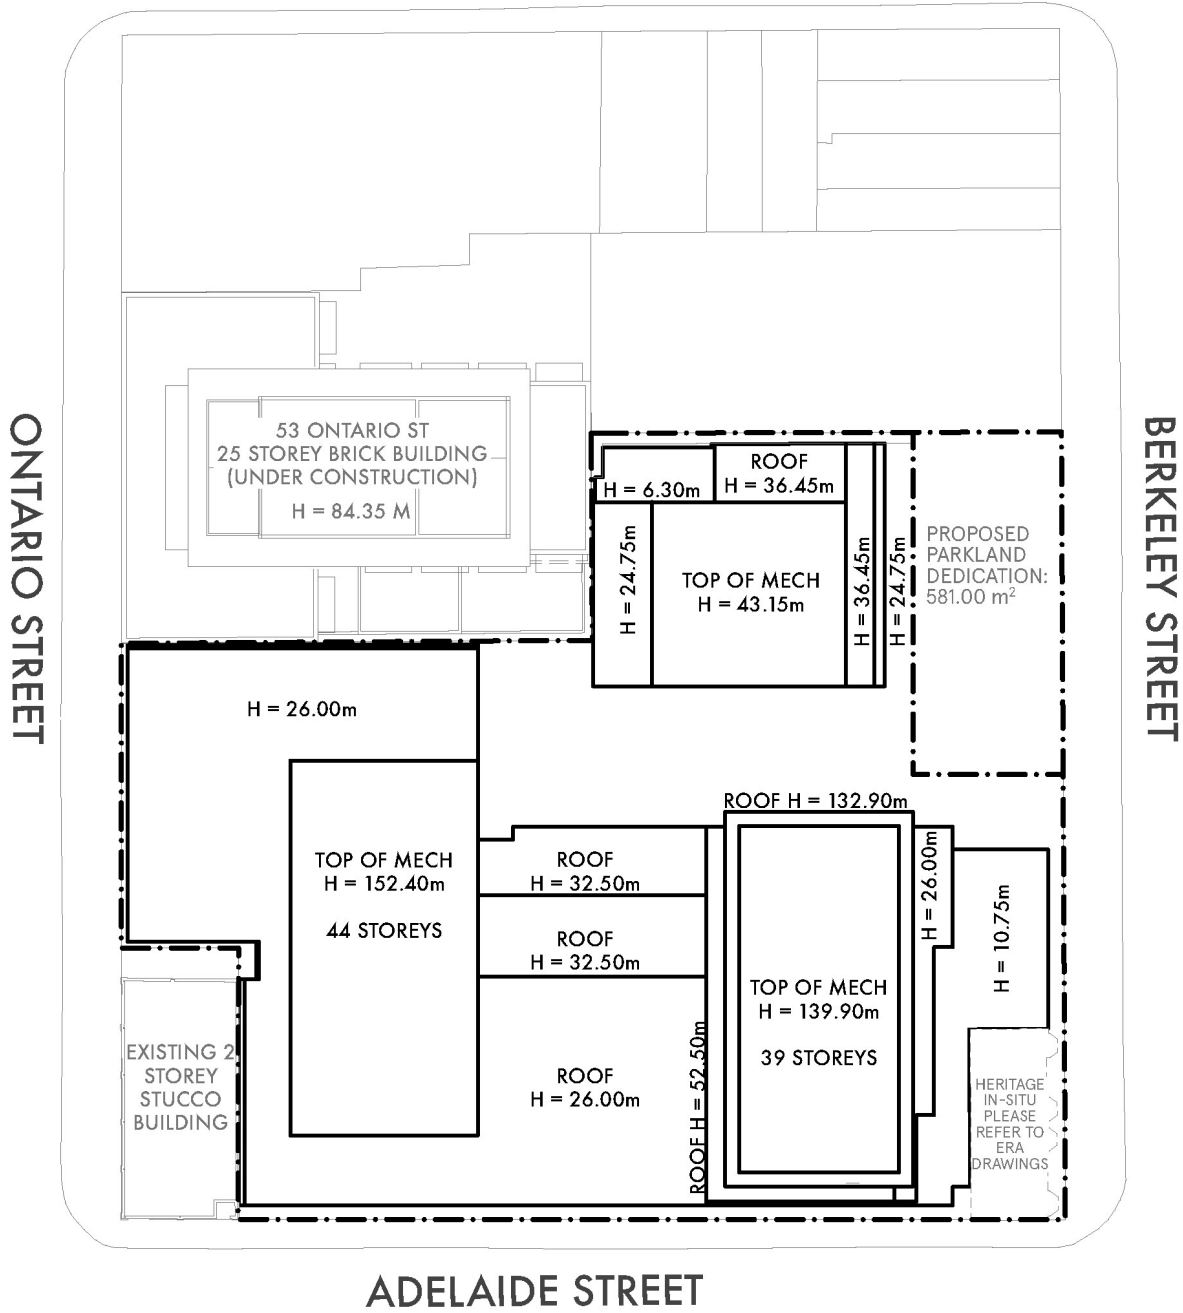 53 ONTARIO ST
25 STOREY BRICK BUILDING
(UNDER CONSTRUCTION)
H = 84.35 M
ONTARIO STREET
BERKELEY STREET
ROOF
H = 36.45m
H = 6.30m
H = 24.75m
TOP OF MECH
H = 43.15m
H = 36.45m
H = 24.75m
PROPOSED
PARKLAND
DEDICATION:
581.00 m²
H = 26.00m
ROOF H = 132.90m
TOP OF MECH
H = 152.40m
44 STOREYS
ROOF
H = 32.50m
ROOF
H = 32.50m
H = 26.00m
H = 10.75m
TOP OF MECH
H = 139.90m
39 STOREYS
ROOF H = 52.50m
ROOF
H = 26.00m
EXISTING 2
STOREY
STUCCO
BUILDING
HERITAGE
IN-SITU
PLEASE
REFER TO
ERA
DRAWINGS
ADELAIDE STREET